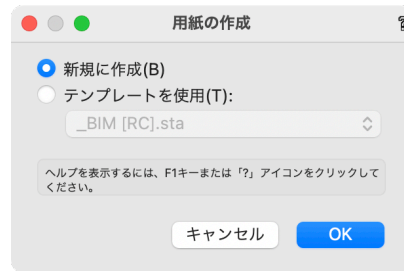 用紙の作成
新規に作成(B)
テンプレートを使用(T):
_BIM [RC].sta
ヘルプを表示するには、F1キーまたは「?」アイコンをクリックして
ください。
キャンセル
OK